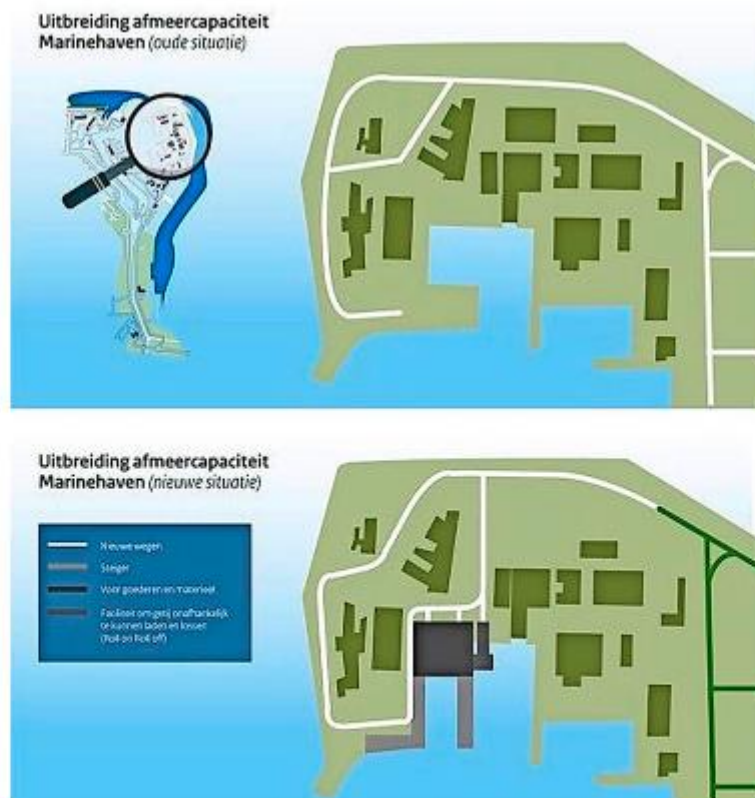 Uitbreiding afmeercapaciteit
Marinehaven (oude situatie)
Uitbreiding afmeercapaciteit
Marinehaven (nieuwe situatie)
Nieuwe wegen
Steiger
Voor goederen en materieel
Faciliteit om getij onafhankelijk
te kunnen laden en lossen
(Roll on Roll off)